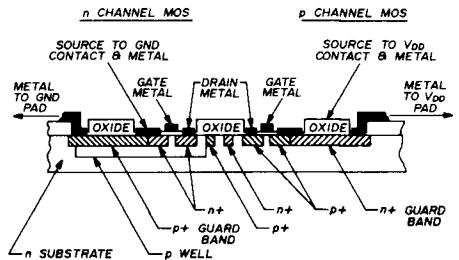 n CHANNEL MOS
p CHANNEL MOS
SOURCE TO GND
CONTACT & METAL
SOURCE TO VDD
CONTACT & METAL
METAL
TO GND
PAD
GATE
METAL
DRAIN
METAL
GATE
METAL
METAL
TO VDD
PAD
OXIDE
OXIDE
OXIDE
n+
n+
n+ GUARD
BAND
p+ GUARD
BAND
p+
p+
n SUBSTRATE
p WELL